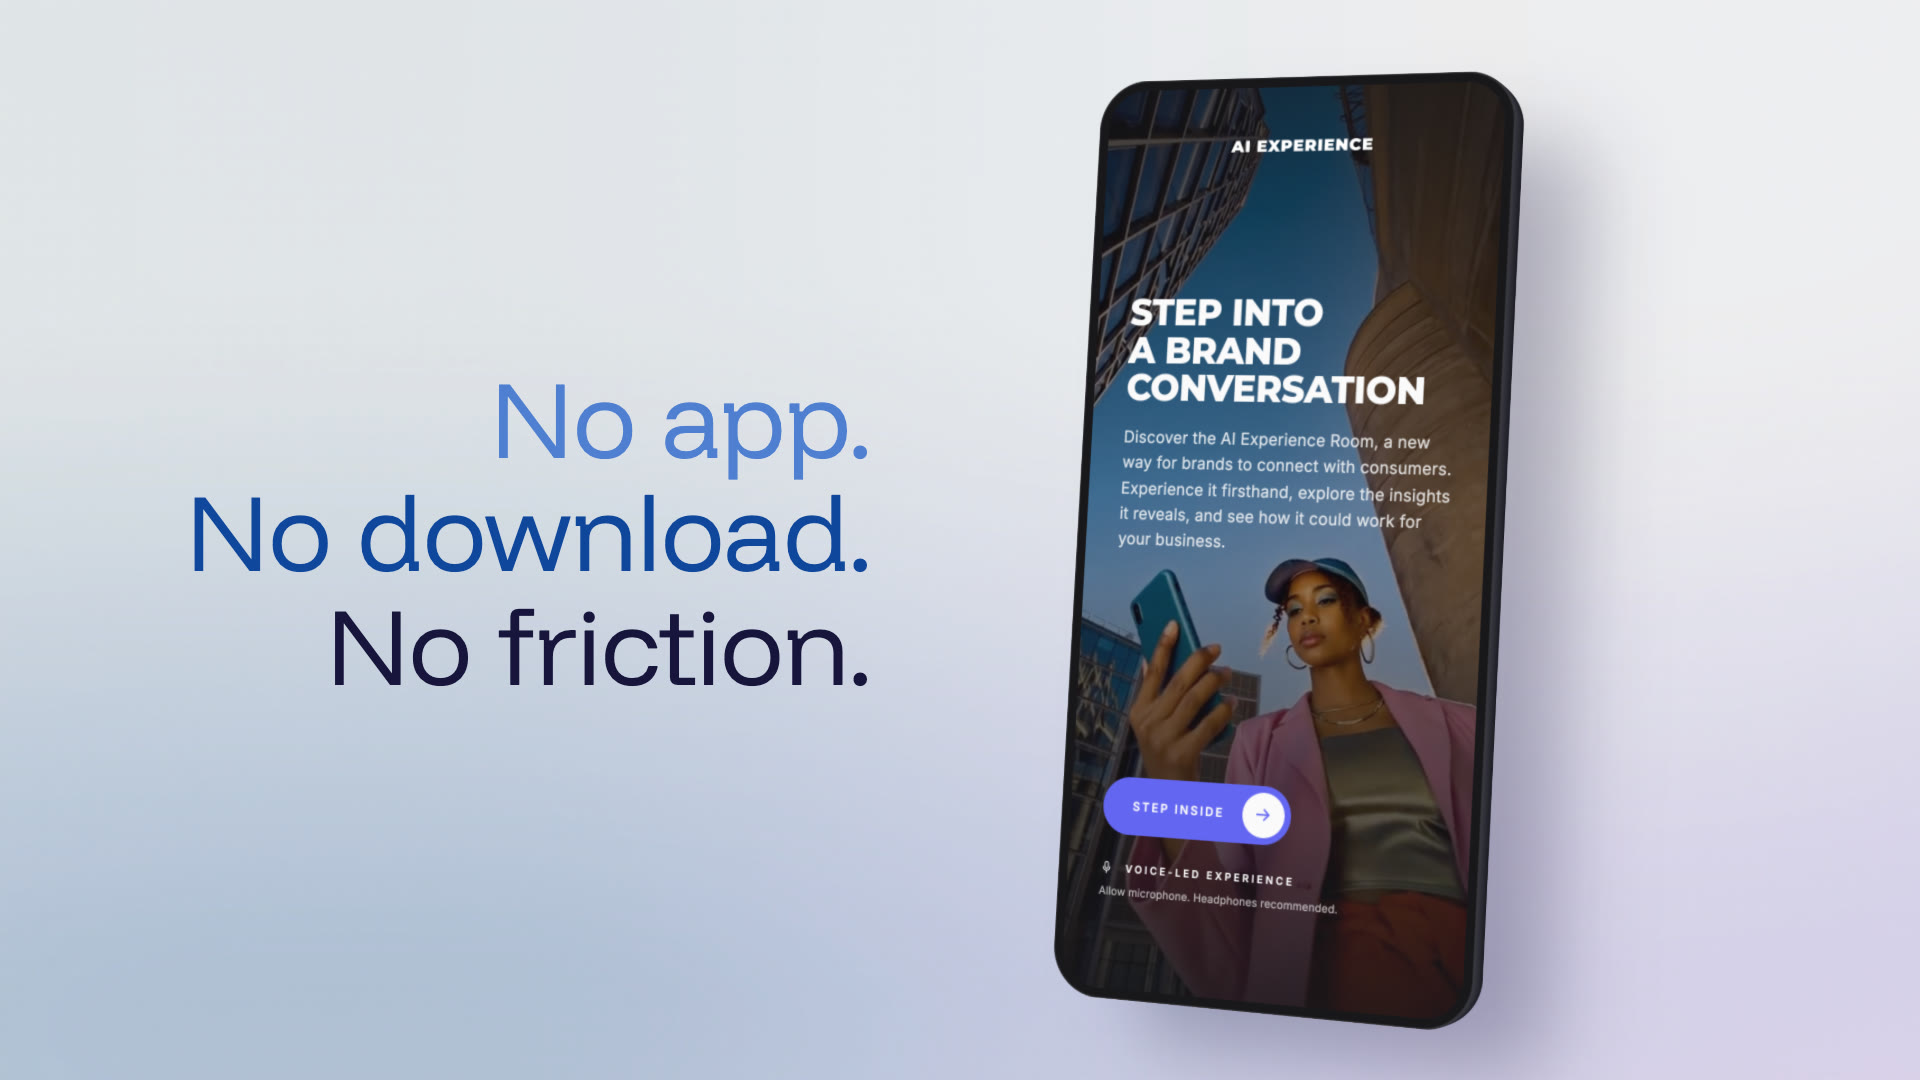 No app.
No download.
No friction.
AI EXPERIENCE
STEP INTO
A BRAND
CONVERSATION
Discover the AI Experience Room, a new
way for brands to connect with consumers.
Experience it firsthand, explore the insights
it reveals, and see how it could work for
your business.
STEP INSIDE
VOICE-LED EXPERIENCE
Allow microphone. Headphones recommended.